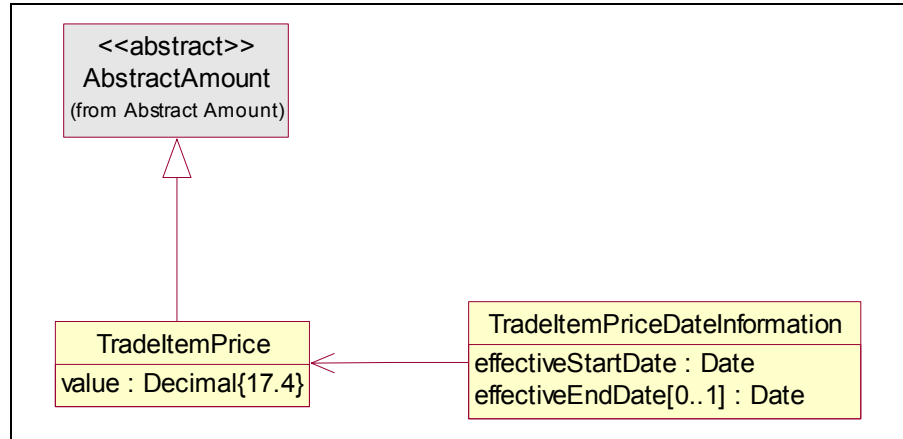 <<abstract>>
AbstractAmount
(from Abstract Amount)
TradeItemPrice
value : Decimal{17.4}
TradeItemPriceDateInformation
effectiveStartDate : Date
effectiveEndDate[0..1] : Date